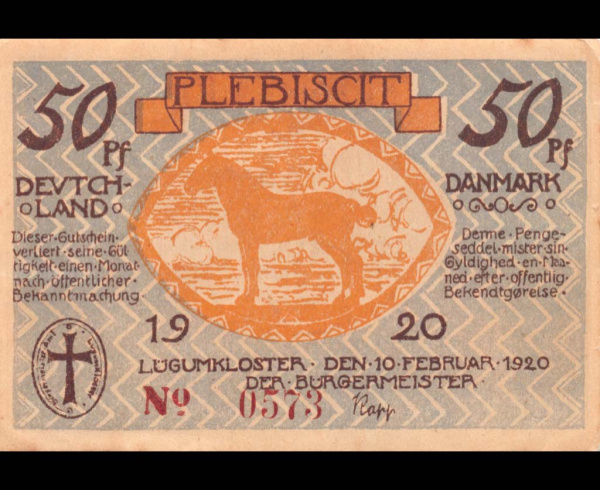 PLEBISCIT
50 Pf
50 Pf
DEVTCH-
LAND
DANMARK
Dieser Gutschein
verliert seine Gül-
tigkeit einen Monat
nach öffentlicher
Bekanntmachung.
Denne Penge-
seddel mister sin
Gyldighed en Maa-
ned efter offentlig
Bekendtgørelse.
19 20
LÜGUMKLOSTER · DEN · 10 · FEBRUAR · 1920
DER BÜRGERMEISTER ·
No 0573 Rapp